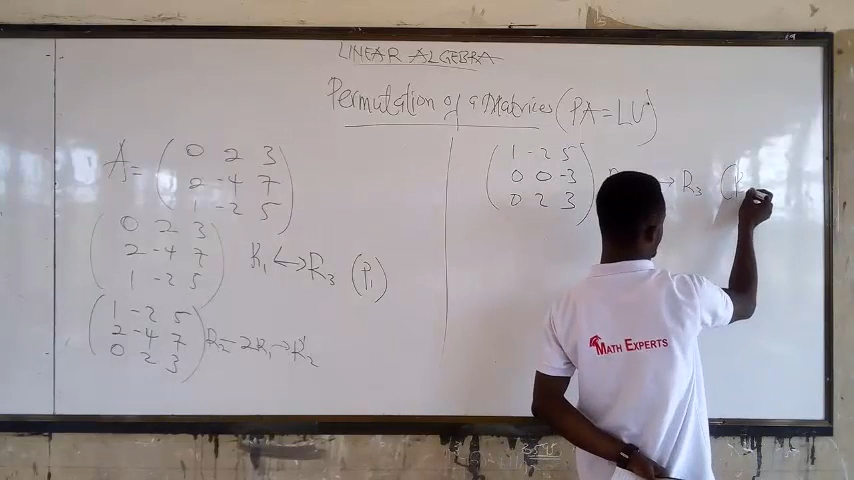 LINEAR ALGEBRA
Permutation of a Matrices (PA = LU)
A = ( 0 2 3
2 -4 7
1 -2 5 )
( 0 2 3
2 -4 7
1 -2 5 ) R₁ ↔ R₃ (P₁)
( 1 -2 5
2 -4 7
0 2 3 ) R₂ - 2R₁ → R'₂
( 1 -2 5
0 0 -3
0 2 3 ) → R₃ (P
MATH EXPERTS